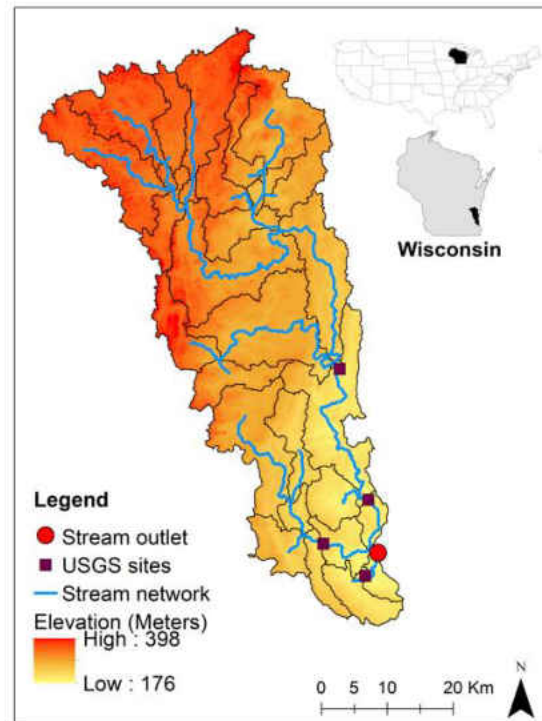 Wisconsin
Legend
Stream outlet
USGS sites
Stream network
Elevation (Meters)
High : 398
Low : 176
N
0 5 10 20 Km